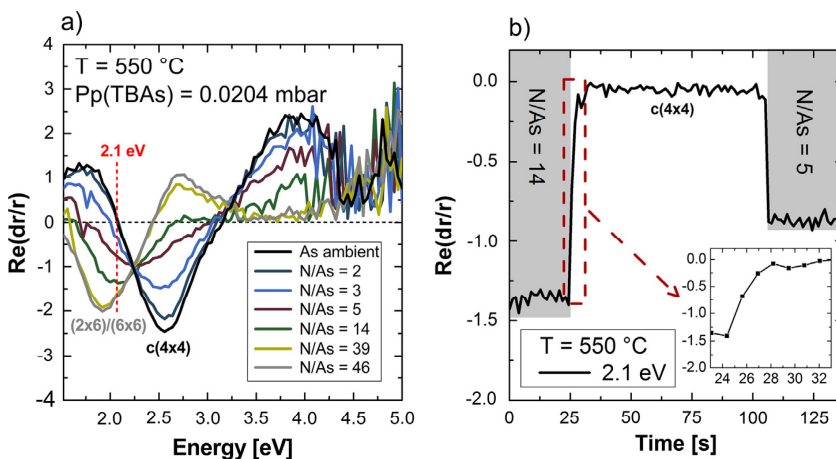 a)
T = 550 °C
Pp(TBAs) = 0.0204 mbar
2.1 eV
(2x6)/(6x6)
c(4x4)
As ambient
N/As = 2
N/As = 3
N/As = 5
N/As = 14
N/As = 39
N/As = 46
Re(dr/r)
4
3
2
1
0
-1
-2
-3
-4
2.0 2.5 3.0 3.5 4.0 4.5 5.0
Energy [eV]
b)
N/As = 14
c(4x4)
N/As = 5
T = 550 °C
2.1 eV
Re(dr/r)
0.0
-0.5
-1.0
-1.5
-2.0
0 25 50 75 100 125
Time [s]
0.0
-0.5
-1.0
-1.5
-2.0
24 26 28 30 32